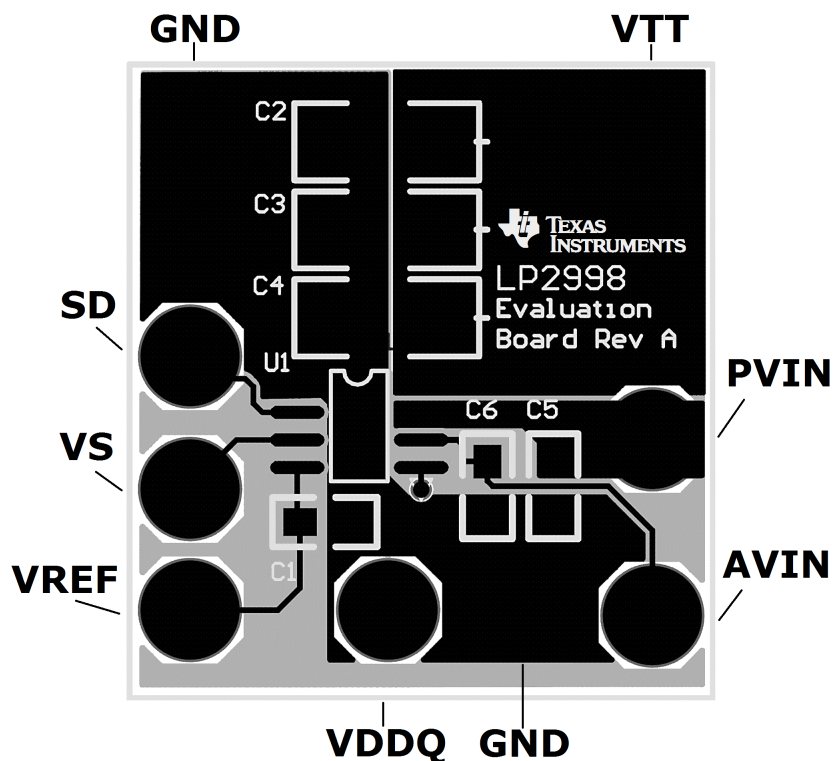 GND
VTT
C2
C3
TEXAS
INSTRUMENTS
C4
LP2998
Evaluation
Board Rev A
SD
U1
PVIN
C6
C5
VS
AVIN
VREF
C1
VDDQ
GND